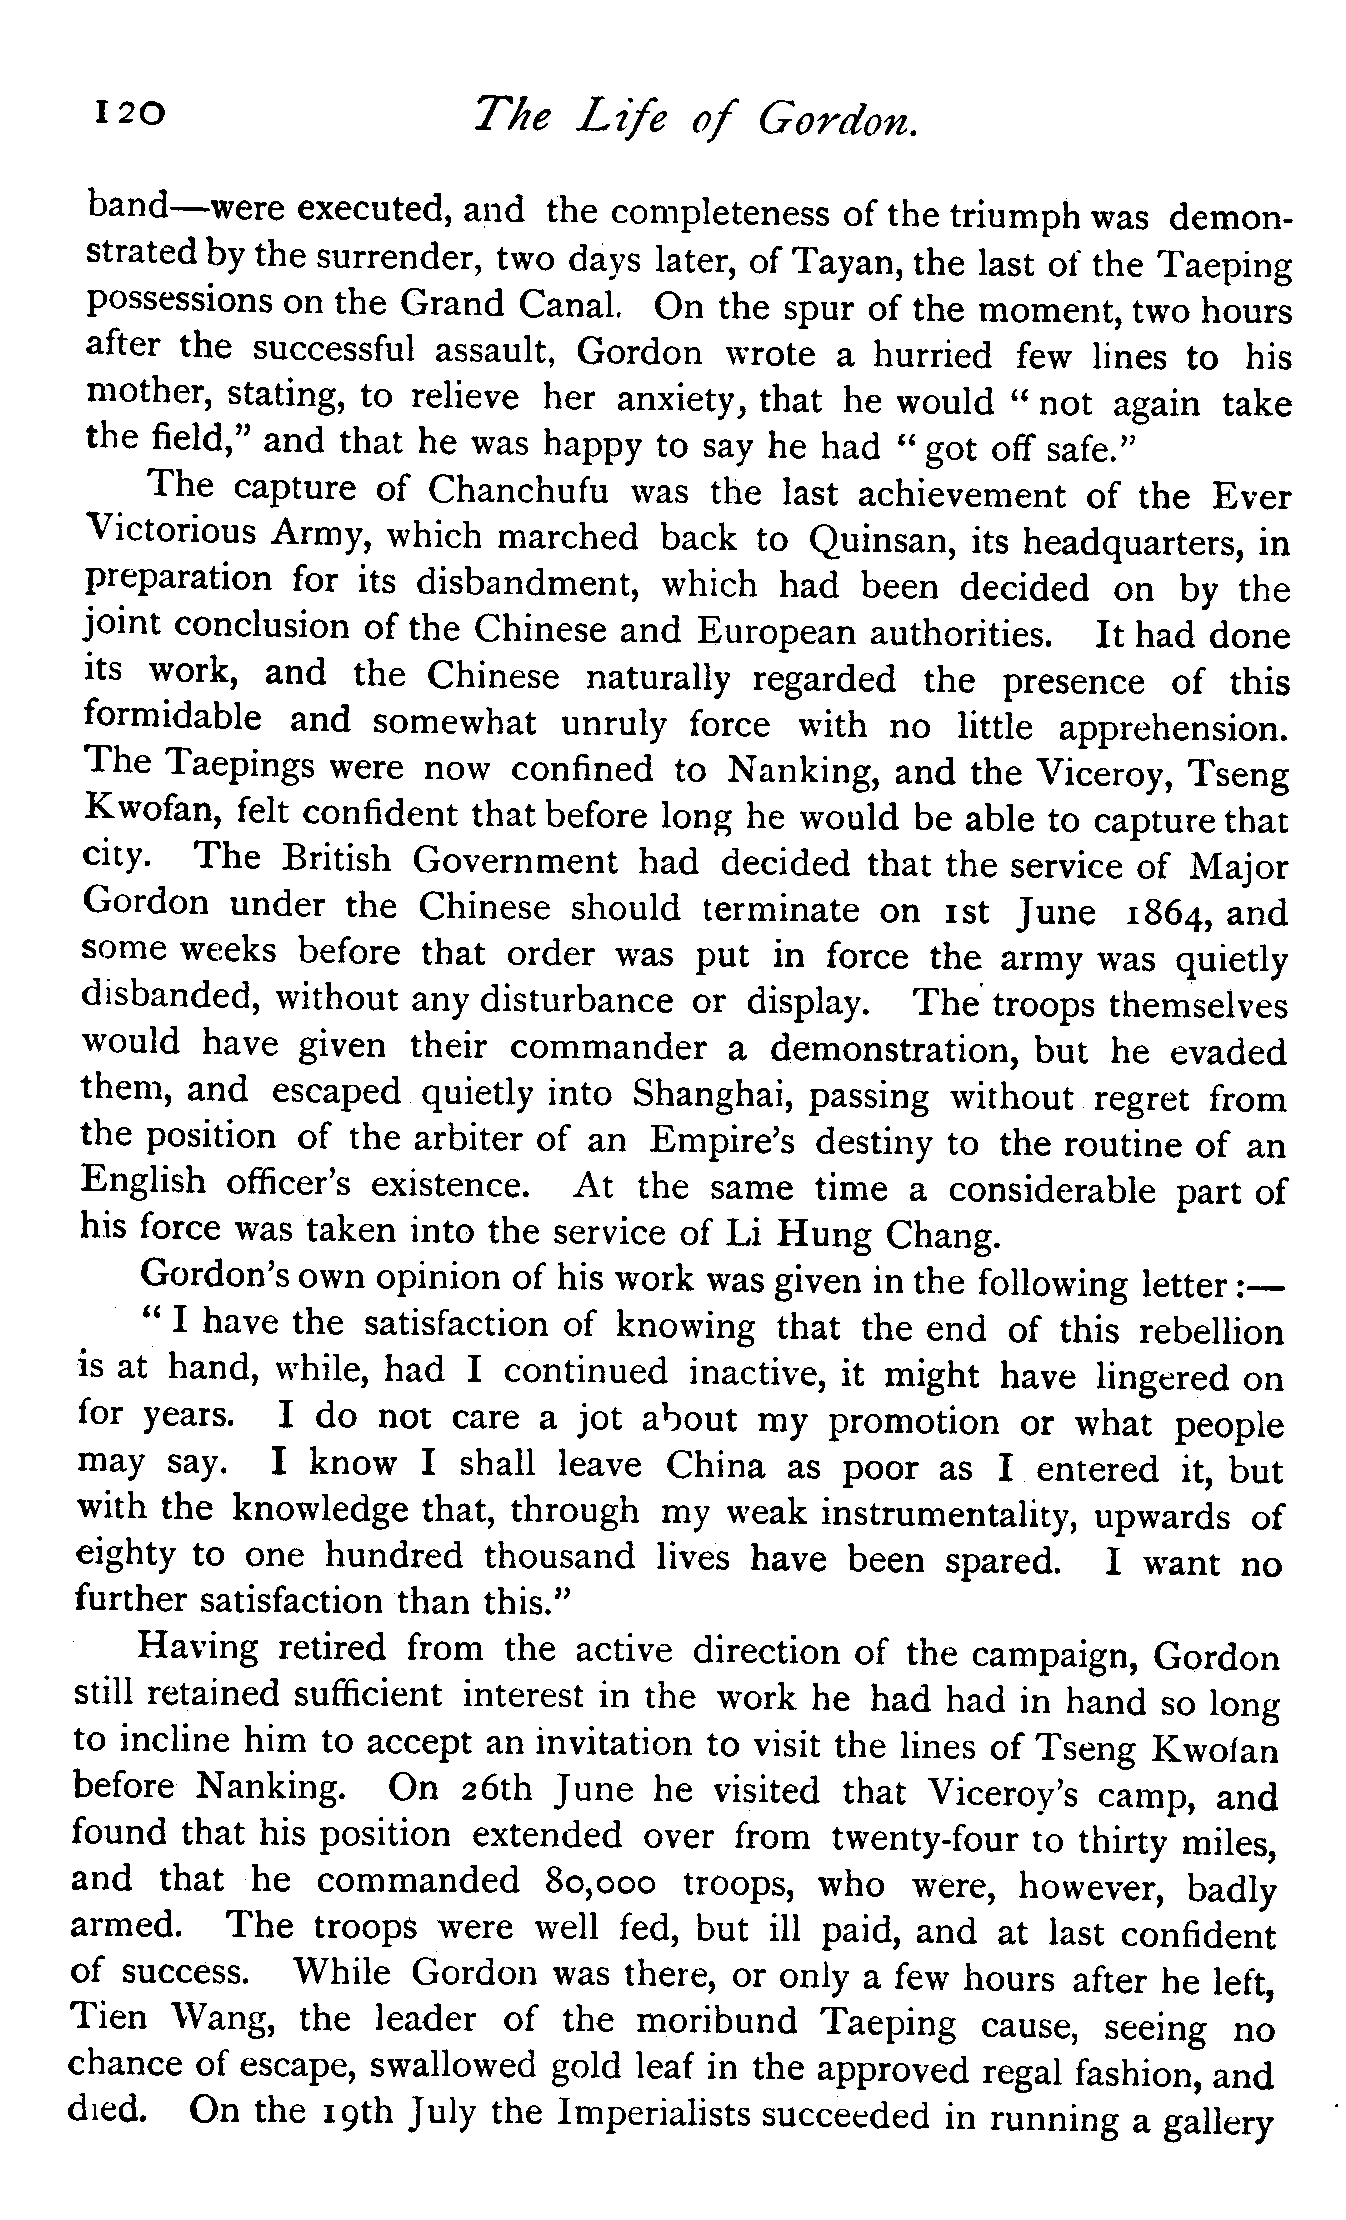 120 The Life of Gordon.
band—were executed, and the completeness of the triumph was demon-
strated by the surrender, two days later, of Tayan, the last of the Taeping
possessions on the Grand Canal. On the spur of the moment, two hours
after the successful assault, Gordon wrote a hurried few lines to his
mother, stating, to relieve her anxiety, that he would “ not again take
the field,” and that he was happy to say he had “ got off safe.”
The capture of Chanchufu was the last achievement of the Ever
Victorious Army, which marched back to Quinsan, its headquarters, in
preparation for its disbandment, which had been decided on by the
joint conclusion of the Chinese and European authorities. It had done
its work, and the Chinese naturally regarded the presence of this
formidable and somewhat unruly force with no little apprehension.
The Taepings were now confined to Nanking, and the Viceroy, Tseng
Kwofan, felt confident that before long he would be able to capture that
city. The British Government had decided that the service of Major
Gordon under the Chinese should terminate on 1st June 1864, and
some weeks before that order was put in force the army was quietly
disbanded, without any disturbance or display. The troops themselves
would have given their commander a demonstration, but he evaded
them, and escaped quietly into Shanghai, passing without regret from
the position of the arbiter of an Empire’s destiny to the routine of an
English officer’s existence. At the same time a considerable part of
his force was taken into the service of Li Hung Chang.
Gordon’s own opinion of his work was given in the following letter :—
“ I have the satisfaction of knowing that the end of this rebellion
is at hand, while, had I continued inactive, it might have lingered on
for years. I do not care a jot about my promotion or what people
may say. I know I shall leave China as poor as I entered it, but
with the knowledge that, through my weak instrumentality, upwards of
eighty to one hundred thousand lives have been spared. I want no
further satisfaction than this.”
Having retired from the active direction of the campaign, Gordon
still retained sufficient interest in the work he had had in hand so long
to incline him to accept an invitation to visit the lines of Tseng Kwofan
before Nanking. On 26th June he visited that Viceroy’s camp, and
found that his position extended over from twenty-four to thirty miles,
and that he commanded 80,000 troops, who were, however, badly
armed. The troops were well fed, but ill paid, and at last confident
of success. While Gordon was there, or only a few hours after he left,
Tien Wang, the leader of the moribund Taeping cause, seeing no
chance of escape, swallowed gold leaf in the approved regal fashion, and
died. On the 19th July the Imperialists succeeded in running a gallery